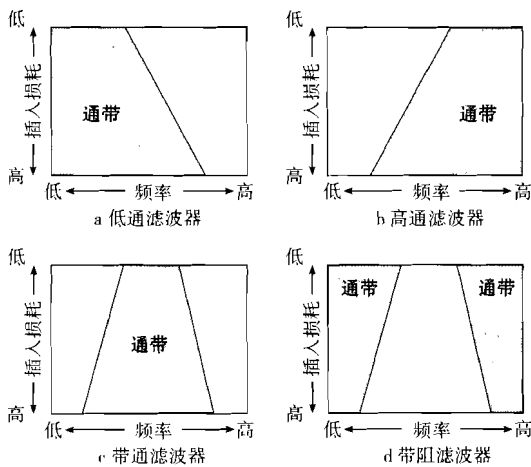 低
插入损耗
高
通带
低 频率 高
a 低通滤波器
低
插入损耗
高
通带
低 频率 高
b 高通滤波器
低
插入损耗
高
通带
低 频率 高
c 带通滤波器
低
插入损耗
高
通带 通带
低 频率 高
d 带阻滤波器